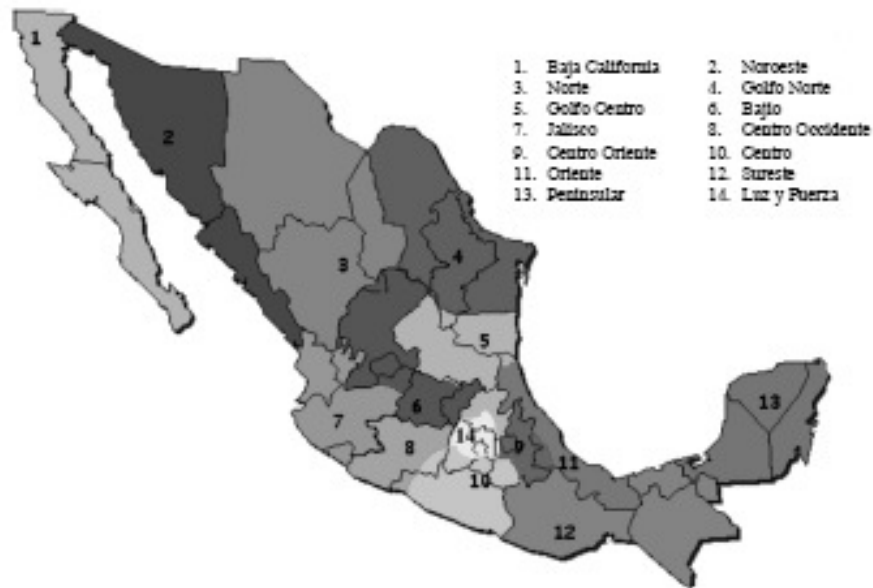 1. Baja California 2. Noroeste
3. Norte 4. Golfo Norte
5. Golfo Centro 6. Bajio
7. Jalisco 8. Centro Occidente
9. Centro Oriente 10. Centro
11. Oriente 12. Sureste
13. Peninsular 14. Luz y Fuerza
1
2
3
4
5
6
7
8
14
9
10
11
12
13